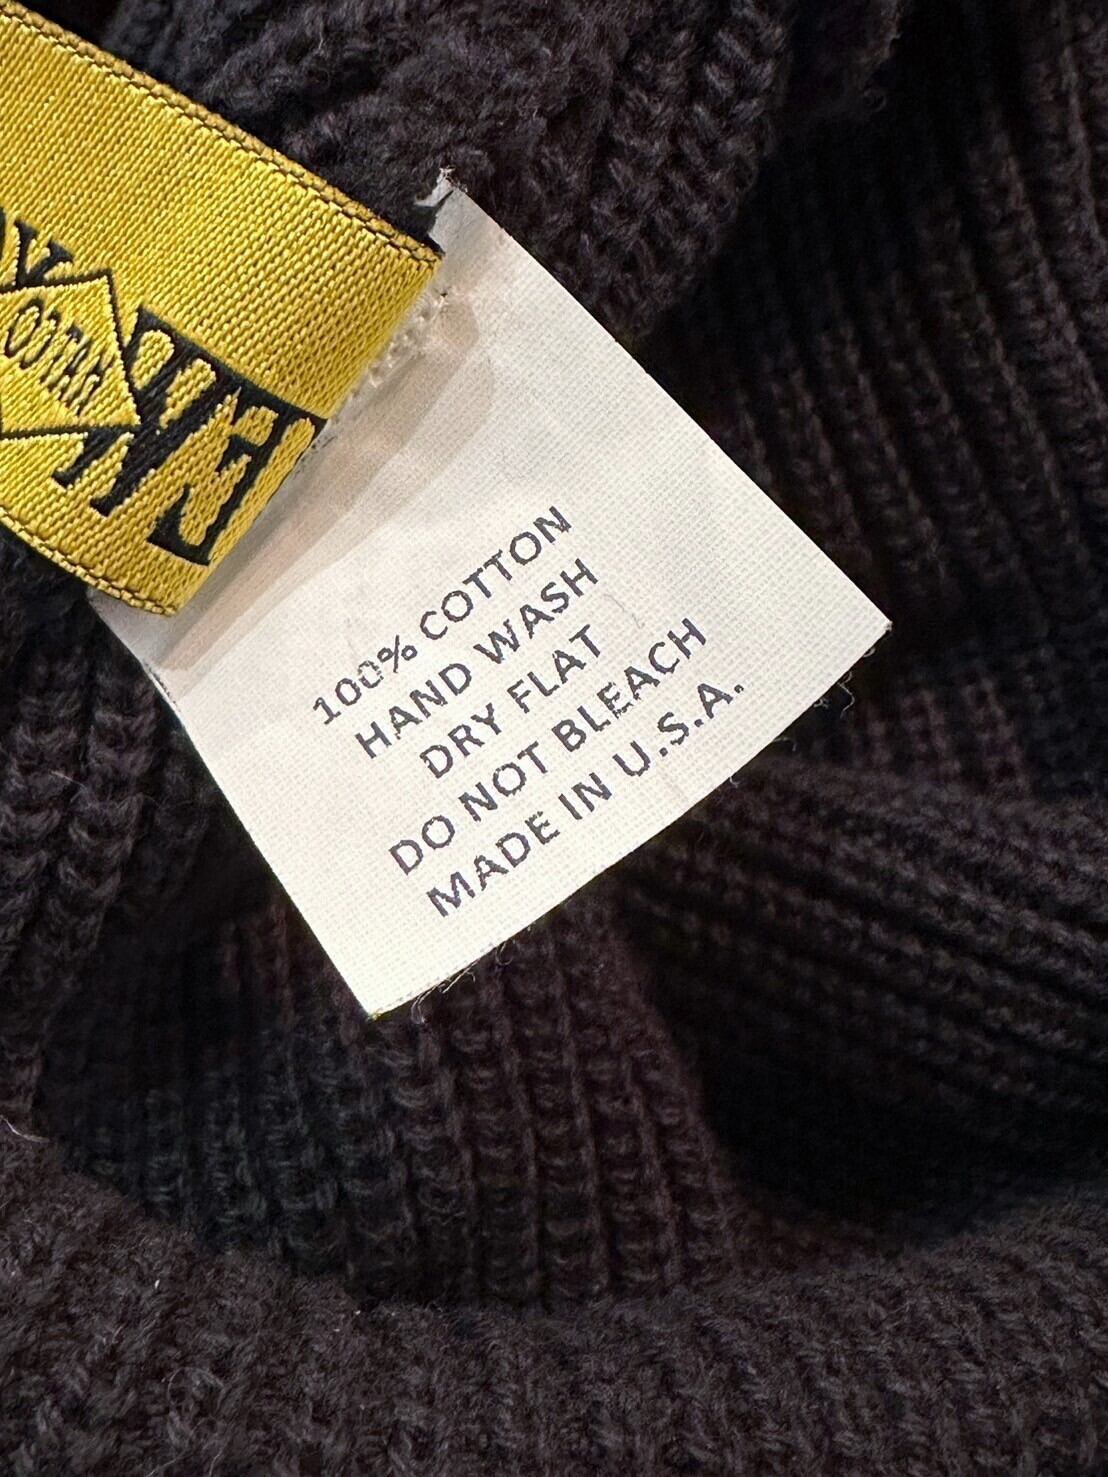 100% COTTON
HAND WASH
DRY FLAT
DO NOT BLEACH
MADE IN U.S.A.